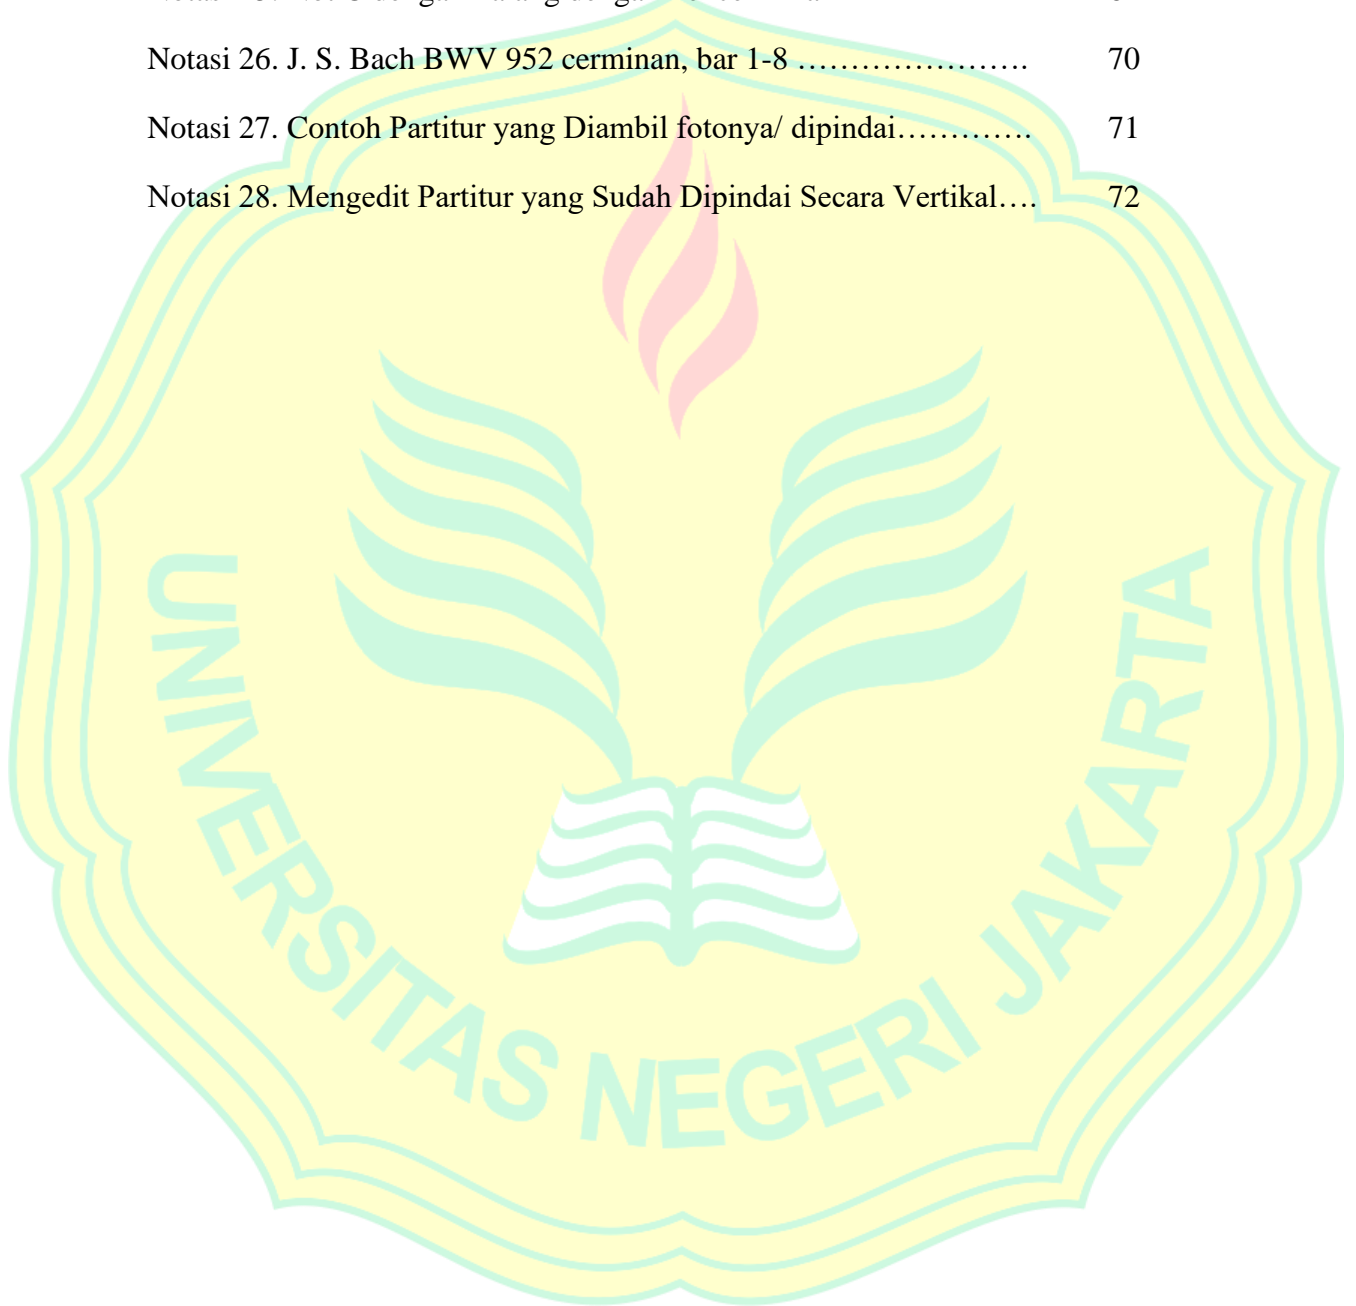 Notasi 26. J. S. Bach BWV 952 cerminan, bar 1-8 …………………. 70
Notasi 27. Contoh Partitur yang Diambil fotonya/ dipindai…………. 71
Notasi 28. Mengedit Partitur yang Sudah Dipindai Secara Vertikal…. 72
UNIVERSITAS NEGERI JAKARTA